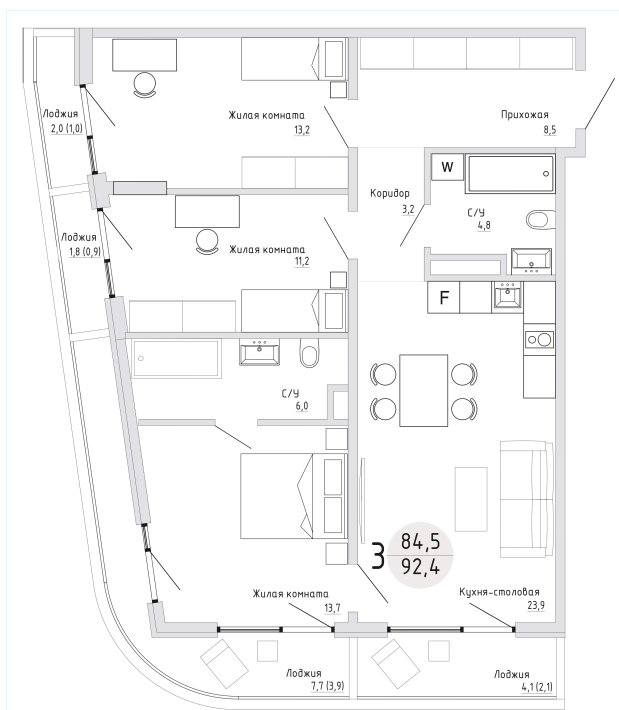 Лоджия
2,0 (1,0)
Жилая комната
13,2
Прихожая
8,5
W
Коридор
3,2
С/У
4,8
Лоджия
1,8 (0,9)
Жилая комната
11,2
F
С/У
6,0
3
84,5
92,4
Жилая комната
13,7
Кухня-столовая
23,9
Лоджия
7,7 (3,9)
Лоджия
4,1 (2,1)